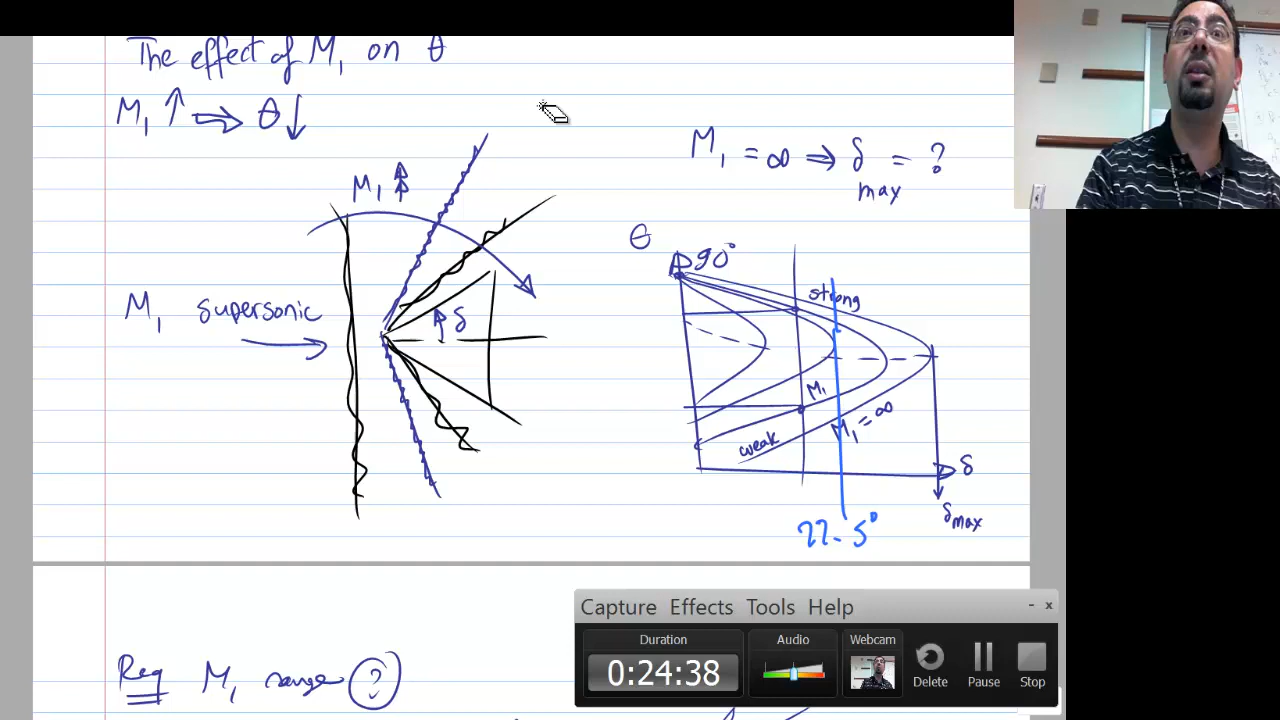 The effect of M₁ on θ
M₁ ↑ ⇒ θ ↓
M₁ = ∞ ⇒ δ max = ?
M₁ ↑↑
θ
90°
strong
M₁ supersonic
δ
M₁
M₁ = ∞
weak
δ
δmax
22.5°
Capture Effects Tools Help
Duration
Audio
Webcam
0:24:38
Delete
Pause
Stop
Req M₁ range ?